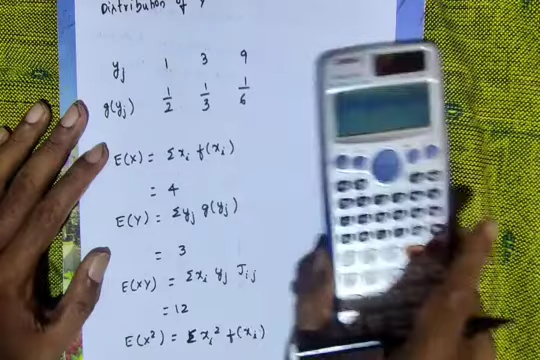 Distribution of Y
yj 1 3 9
g(yj) 1/2 1/3 1/6
E(X) = Σxi f(xi)
= 4
E(Y) = Σyj g(yj)
= 3
E(XY) = Σxi yj Jij
= 12
E(X²) = Σxi² f(xi)